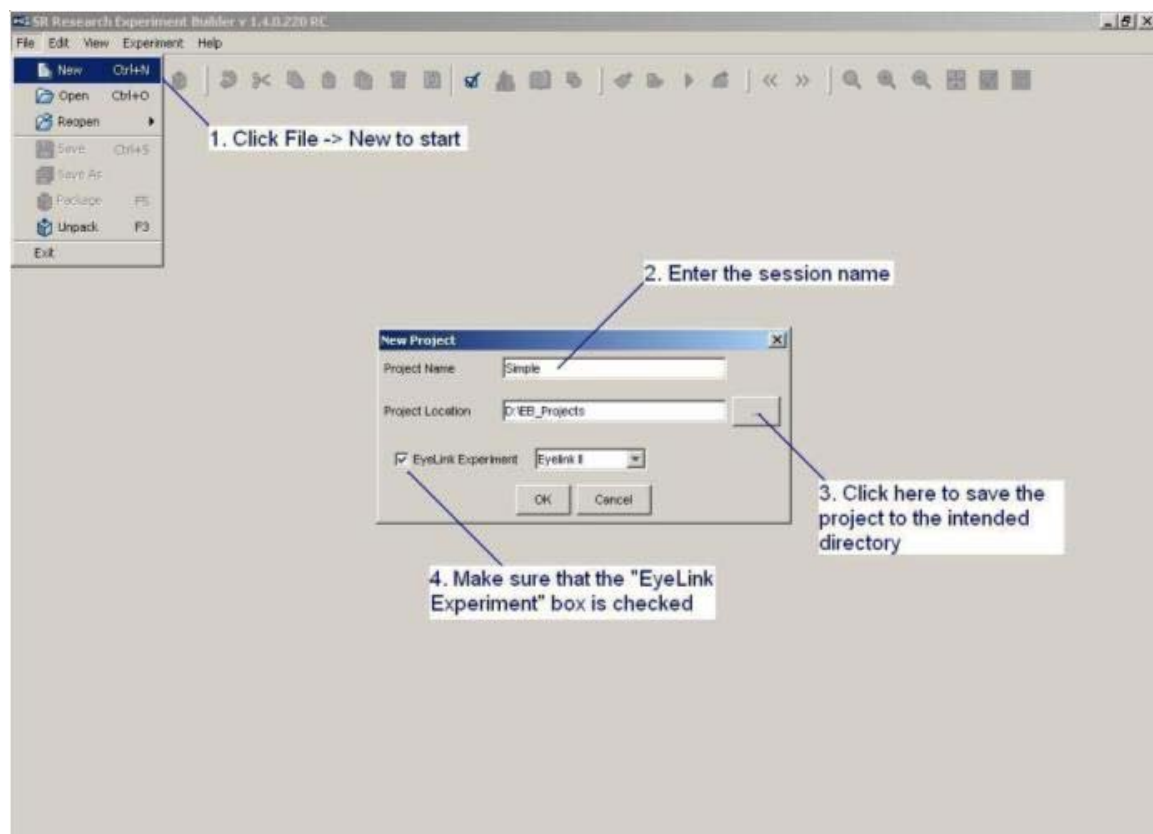 SR Research Experiment Builder v 1.4.0.220 RC
File Edit View Experiment Help
New Ctrl+N
Open Ctrl+O
Reopen
Save Ctrl+S
Save As
Package F5
Unpack F3
Exit
1. Click File -> New to start
2. Enter the session name
New Project
Project Name Simple
Project Location D:\EB_Projects ...
EyeLink Experiment Eyelink II
OK Cancel
3. Click here to save the
project to the intended
directory
4. Make sure that the "EyeLink
Experiment" box is checked